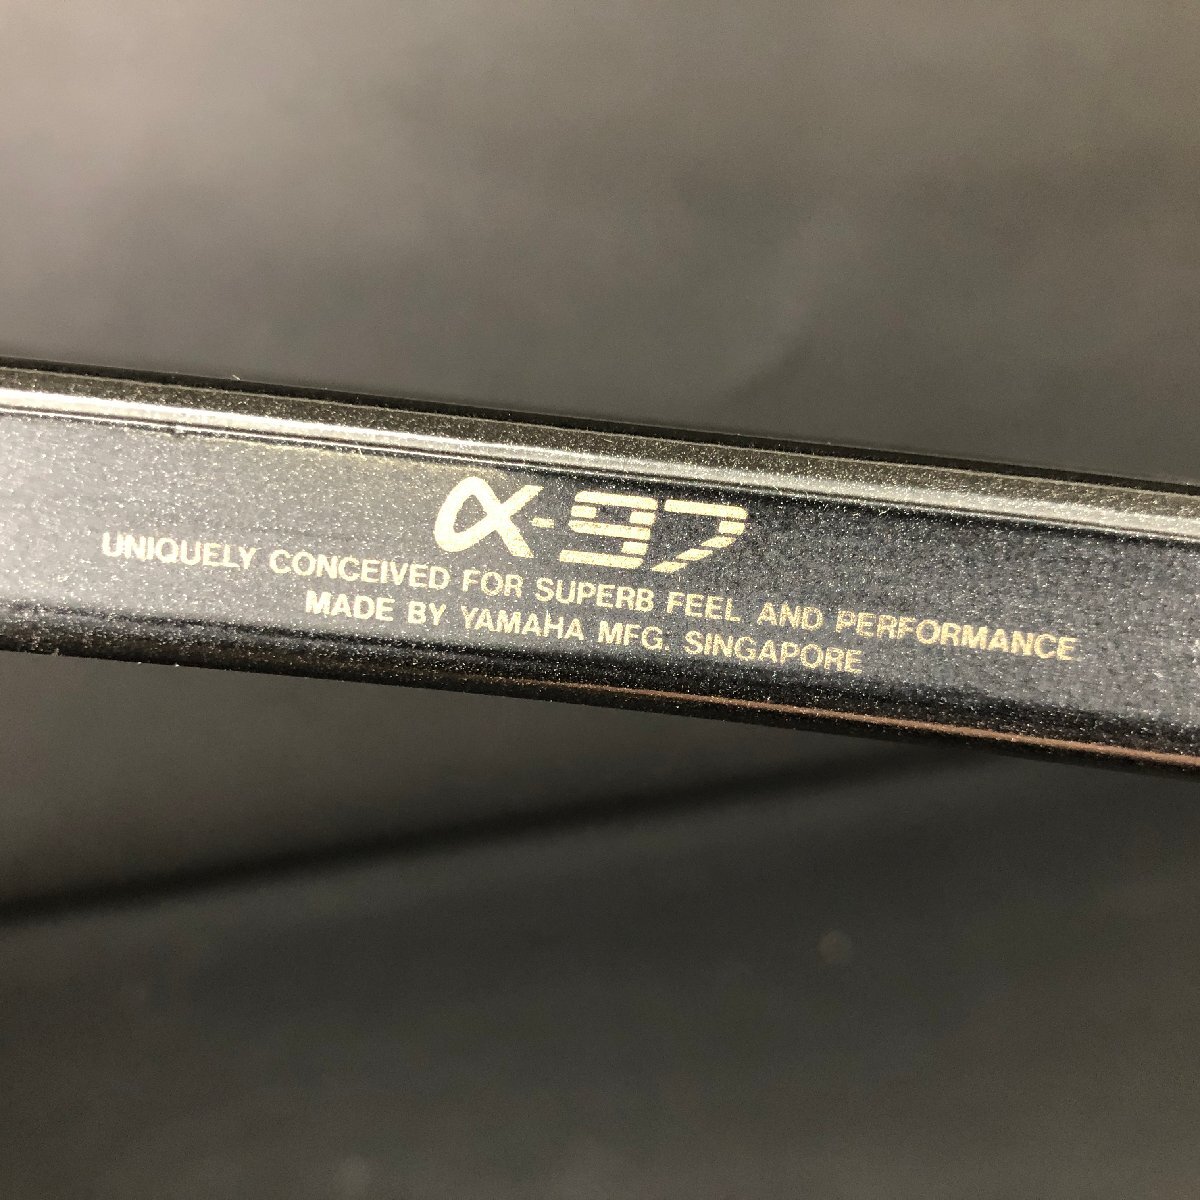 α-97
UNIQUELY CONCEIVED FOR SUPERB FEEL AND PERFORMANCE
MADE BY YAMAHA MFG. SINGAPORE